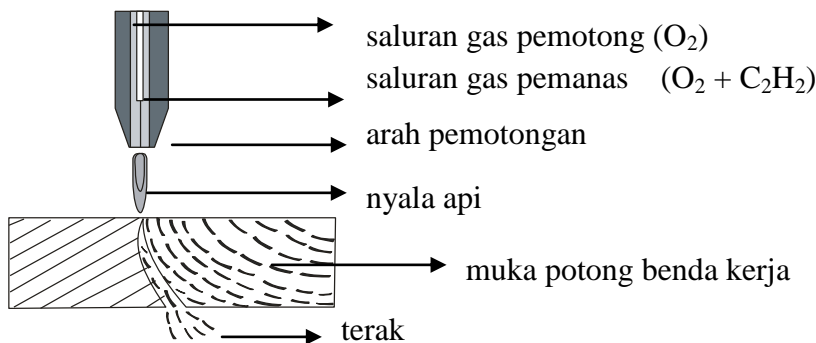 saluran gas pemotong (O₂)
saluran gas pemanas (O₂ + C₂H₂)
arah pemotongan
nyala api
muka potong benda kerja
terak